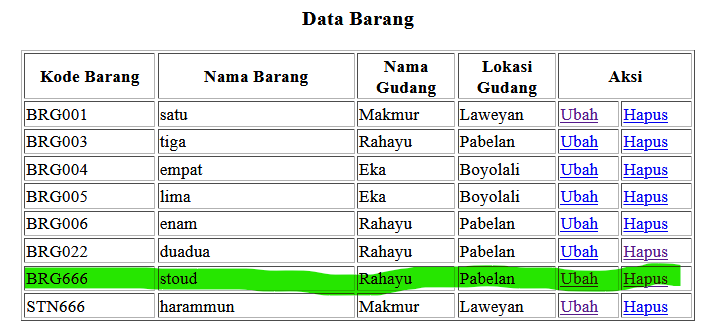 Data Barang
Kode Barang Nama Barang Nama Gudang Lokasi Gudang Aksi
BRG001 satu Makmur Laweyan Ubah Hapus
BRG003 tiga Rahayu Pabelan Ubah Hapus
BRG004 empat Eka Boyolali Ubah Hapus
BRG005 lima Eka Boyolali Ubah Hapus
BRG006 enam Rahayu Pabelan Ubah Hapus
BRG022 duadua Rahayu Pabelan Ubah Hapus
BRG666 stoud Rahayu Pabelan Ubah Hapus
STN666 harammun Makmur Laweyan Ubah Hapus